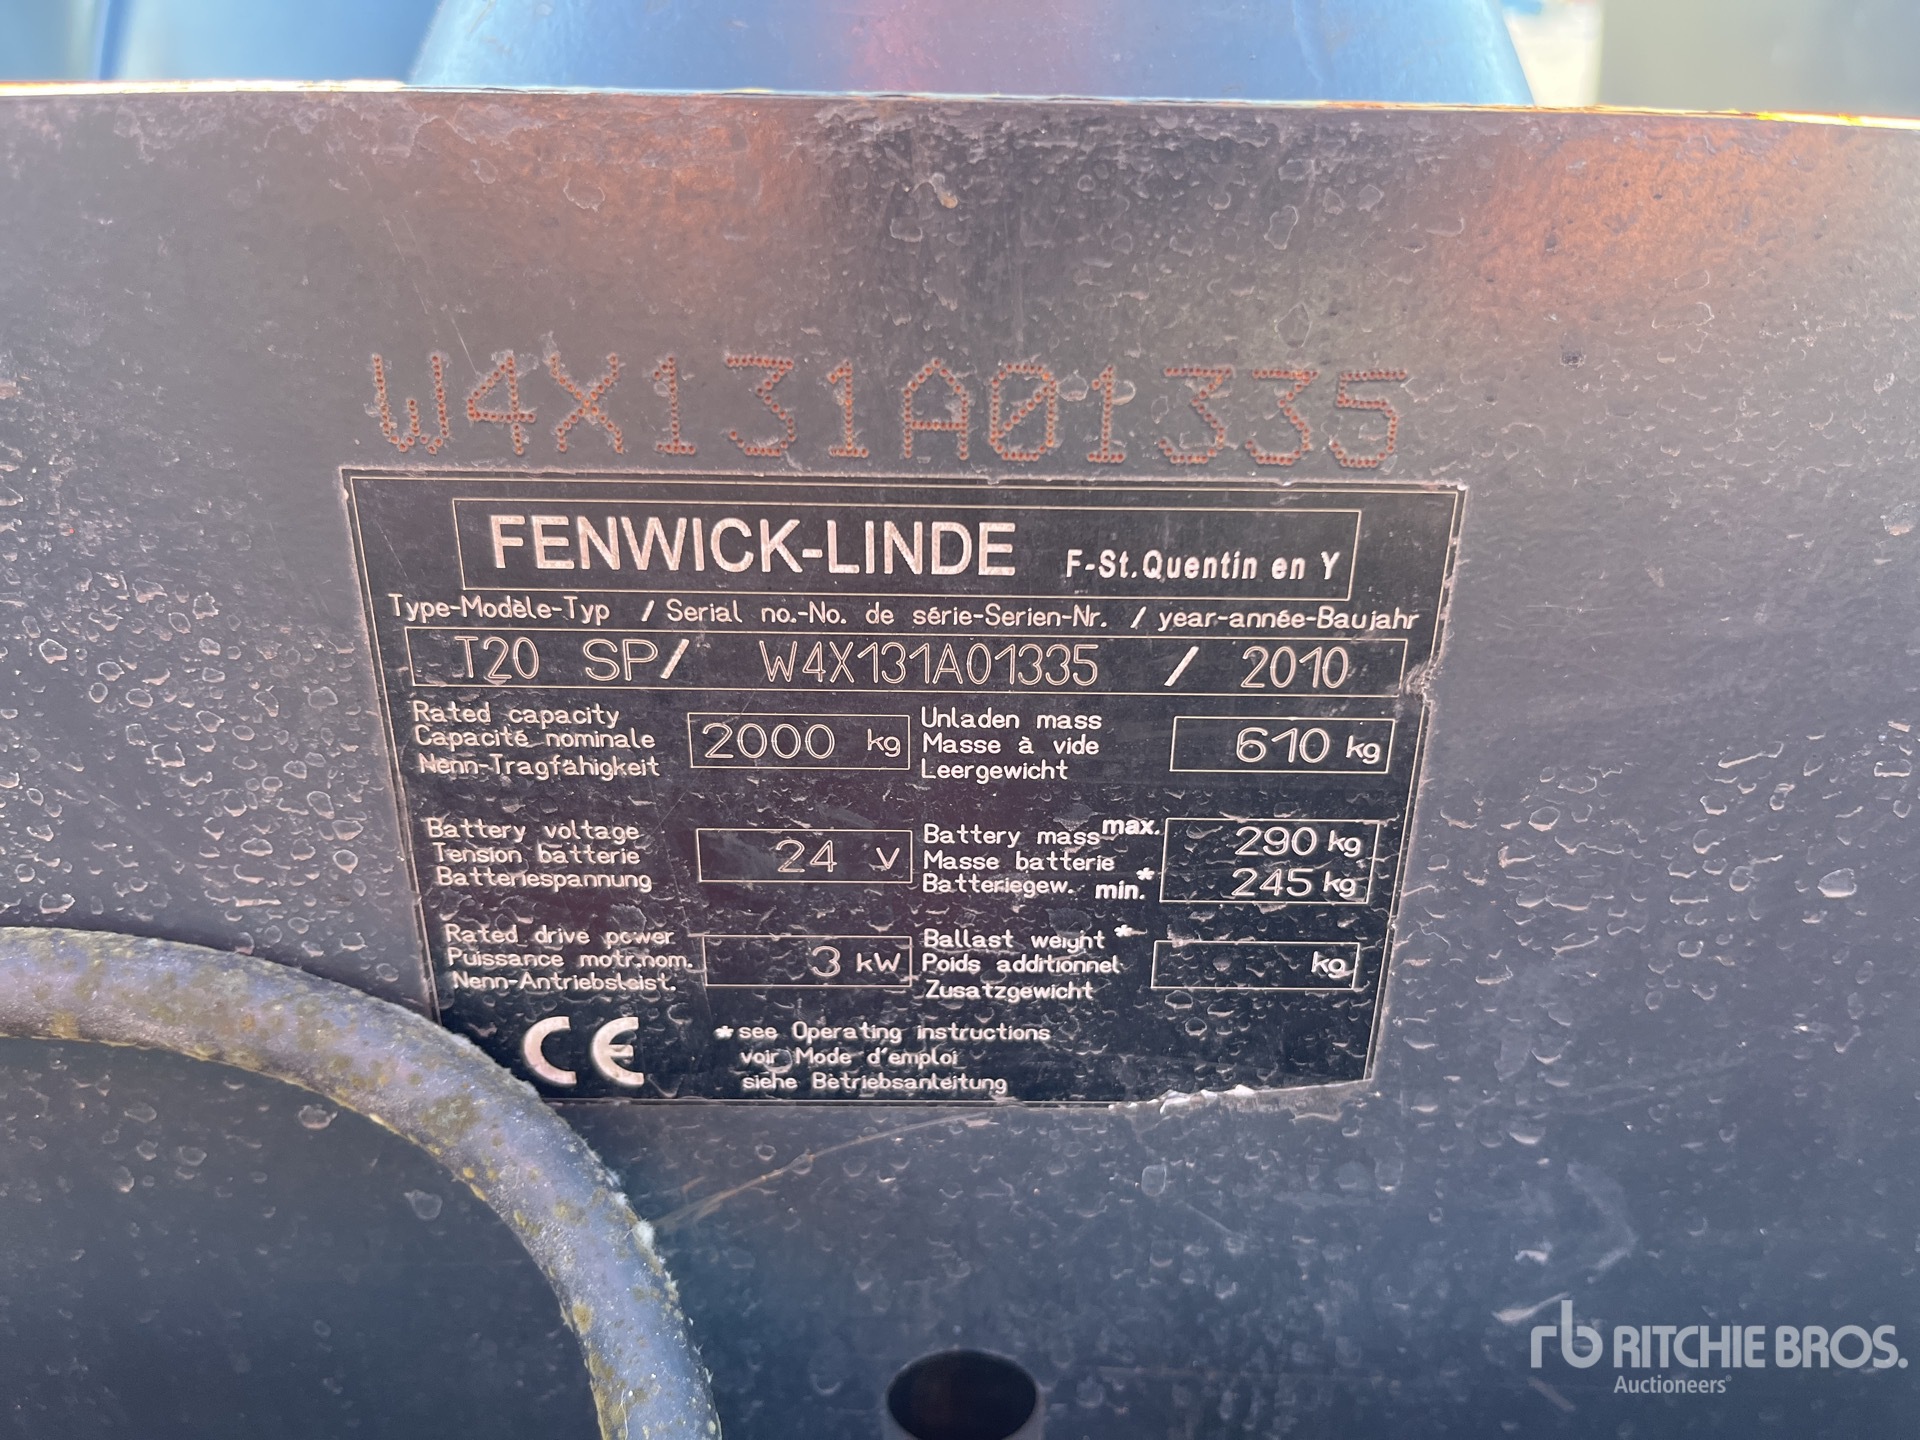 W4X131A01335
FENWICK-LINDE F-St.Quentin en Y
Type-Modèle-Typ / Serial no.-No. de série-Serien-Nr. / year-année-Baujahr
T20 SP/ W4X131A01335 / 2010
Rated capacity
Capacité nominale
Nenn-Tragfähigkeit
2000 kg
Unladen mass
Masse à vide
Leergewicht
610 kg
Battery voltage
Tension batterie
Batteriespannung
24 V
Battery mass max.
Masse batterie
Batteriegew. min.*
290 kg
245 kg
Rated drive power
Puissance motr.nom.
Nenn-Antriebsleist.
3 kW
Ballast weight *
Poids additionnel
Zusatzgewicht
kg
CE
* see Operating instructions
voir Mode d'emploi
siehe Betriebsanleitung
rb RITCHIE BROS.
Auctioneers